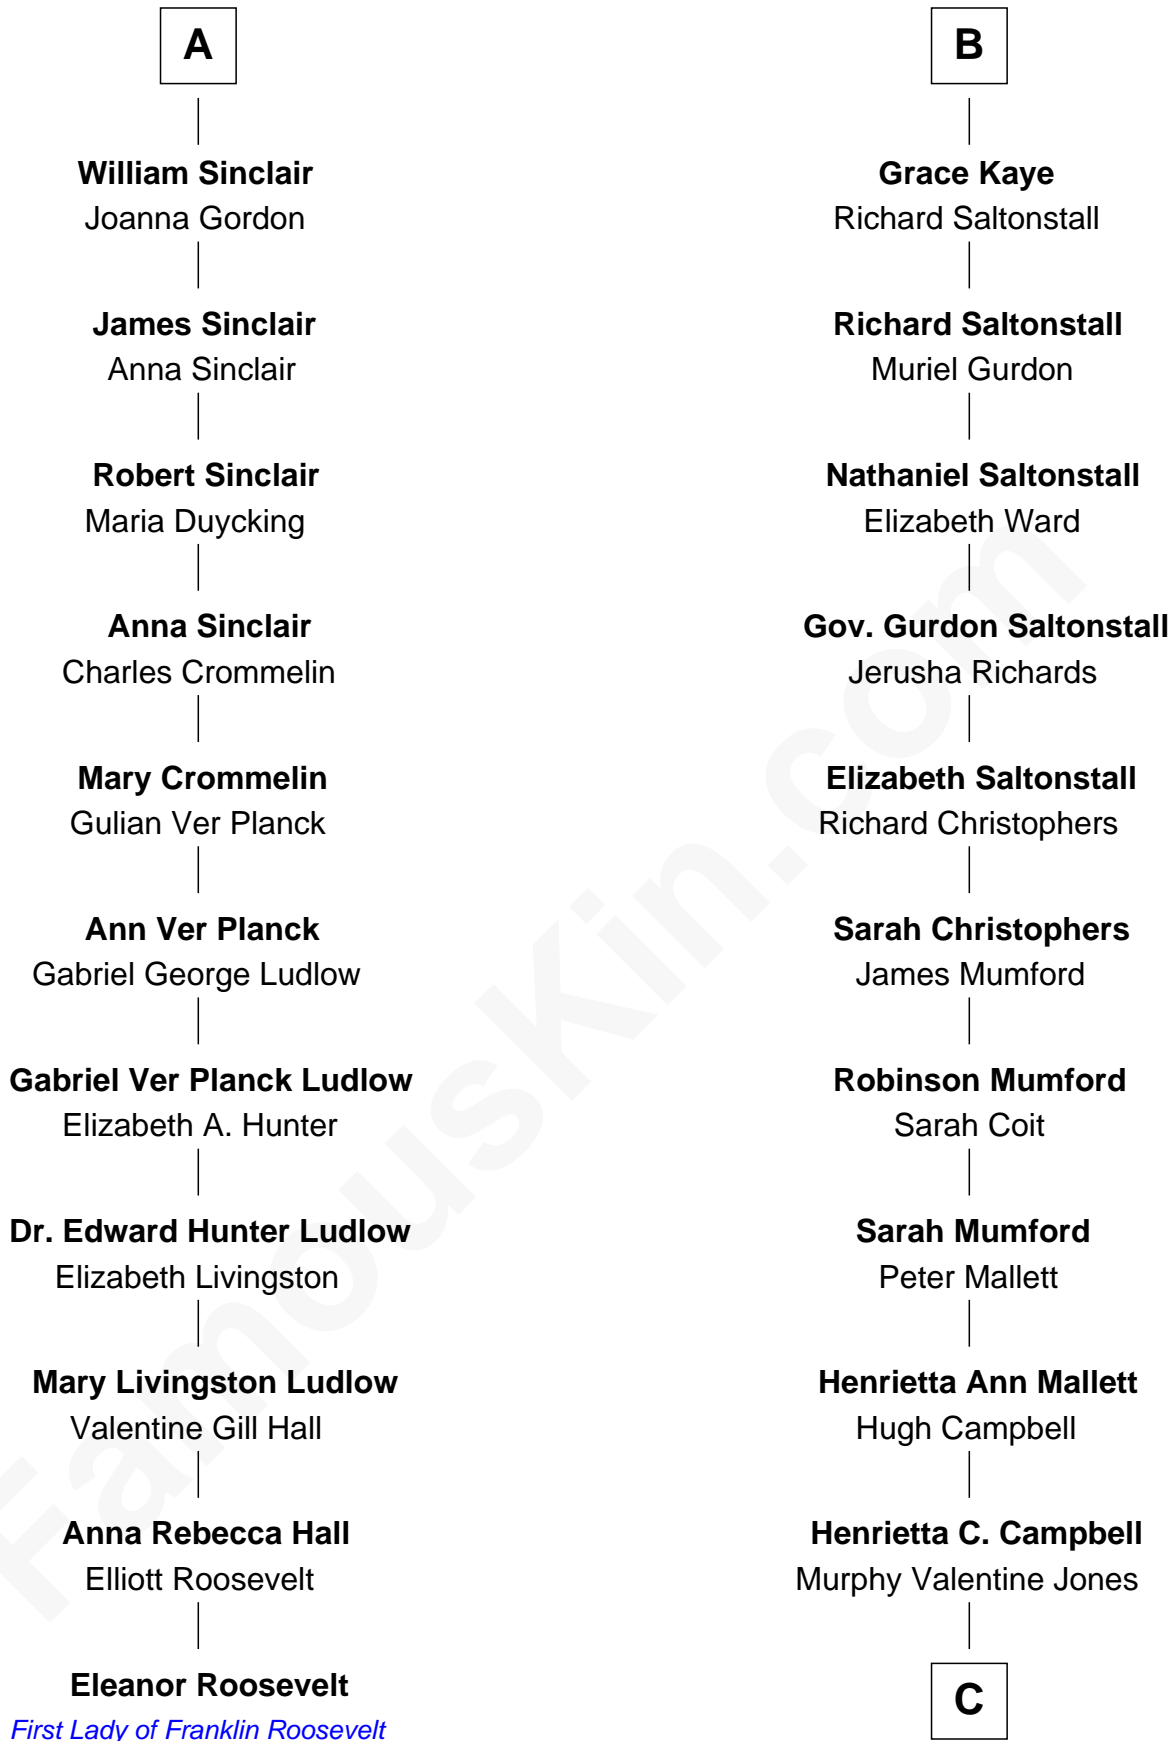 A
William Sinclair
Joanna Gordon
James Sinclair
Anna Sinclair
Robert Sinclair
Maria Duycking
Anna Sinclair
Charles Crommelin
Mary Crommelin
Gulian Ver Planck
Ann Ver Planck
Gabriel George Ludlow
Gabriel Ver Planck Ludlow
Elizabeth A. Hunter
Dr. Edward Hunter Ludlow
Elizabeth Livingston
Mary Livingston Ludlow
Valentine Gill Hall
Anna Rebecca Hall
Elliott Roosevelt
Eleanor Roosevelt
First Lady of Franklin Roosevelt
B
Grace Kaye
Richard Saltonstall
Richard Saltonstall
Muriel Gurdon
Nathaniel Saltonstall
Elizabeth Ward
Gov. Gurdon Saltonstall
Jerusha Richards
Elizabeth Saltonstall
Richard Christophers
Sarah Christophers
James Mumford
Robinson Mumford
Sarah Coit
Sarah Mumford
Peter Mallett
Henrietta Ann Mallett
Hugh Campbell
Henrietta C. Campbell
Murphy Valentine Jones
C
FamousKin.com